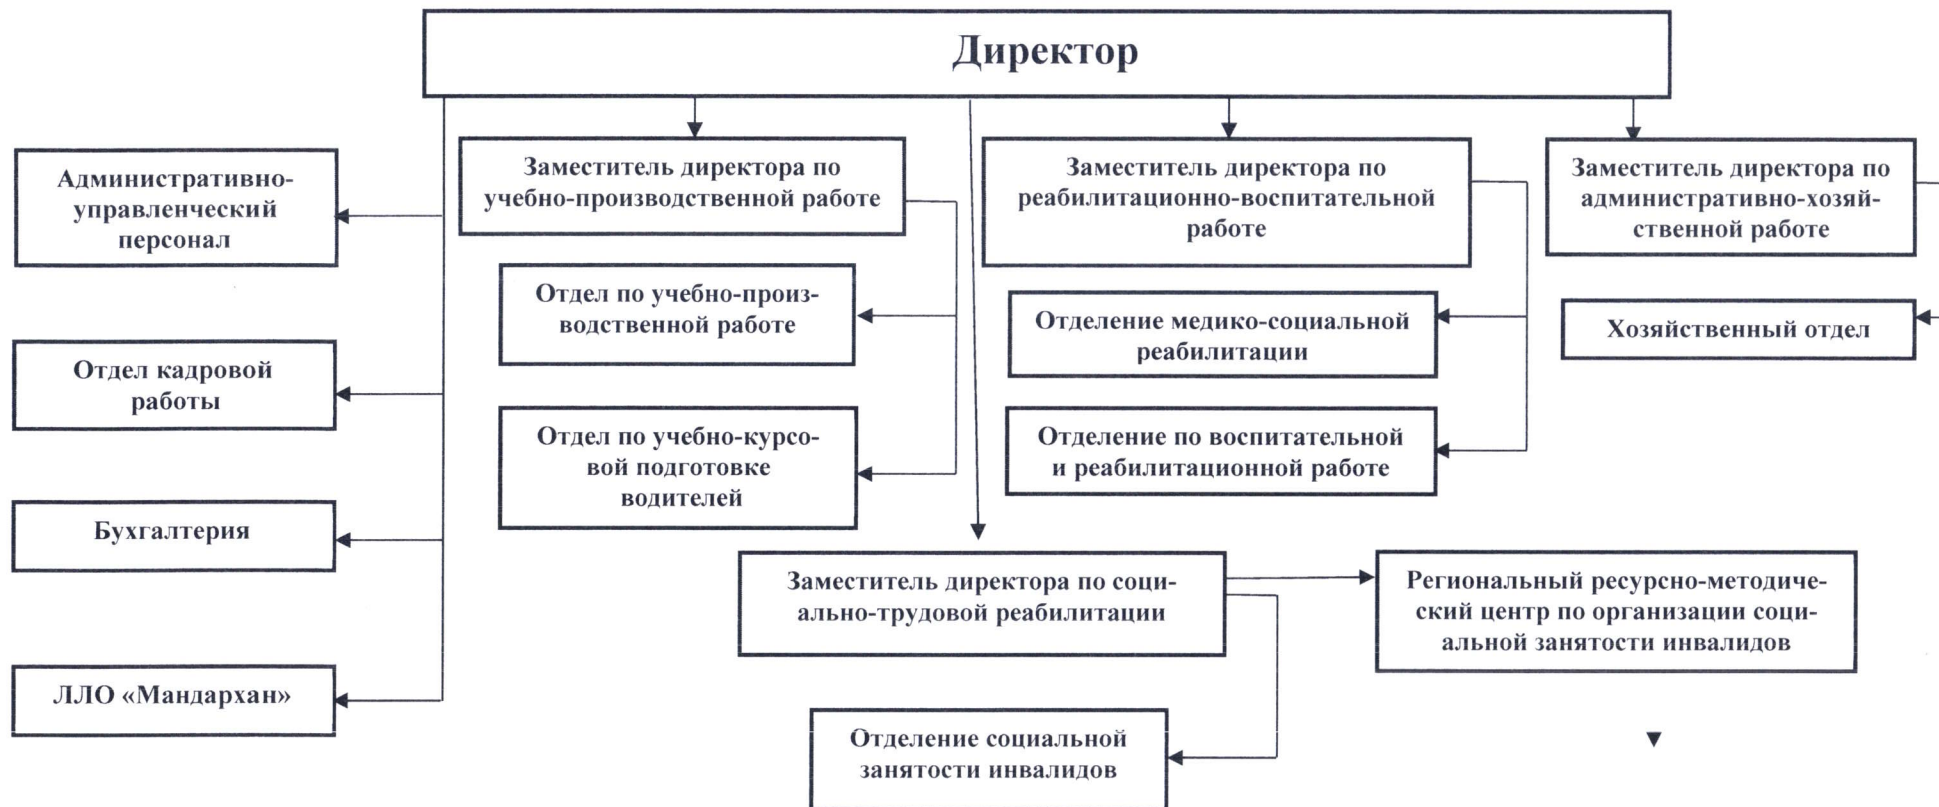 Директор
Административно-
управленческий
персонал
Заместитель директора по
учебно-производственной работе
Заместитель директора по
реабилитационно-воспитательной
работе
Заместитель директора по
административно-хозяй-
ственной работе
Отдел по учебно-произ-
водственной работе
Отделение медико-социальной
реабилитации
Хозяйственный отдел
Отдел кадровой
работы
Отдел по учебно-курсо-
вой подготовке
водителей
Отделение по воспитательной
и реабилитационной работе
Бухгалтерия
Заместитель директора по соци-
ально-трудовой реабилитации
Региональный ресурсно-методиче-
ский центр по организации соци-
альной занятости инвалидов
ЛЛО «Мандархан»
Отделение социальной
занятости инвалидов